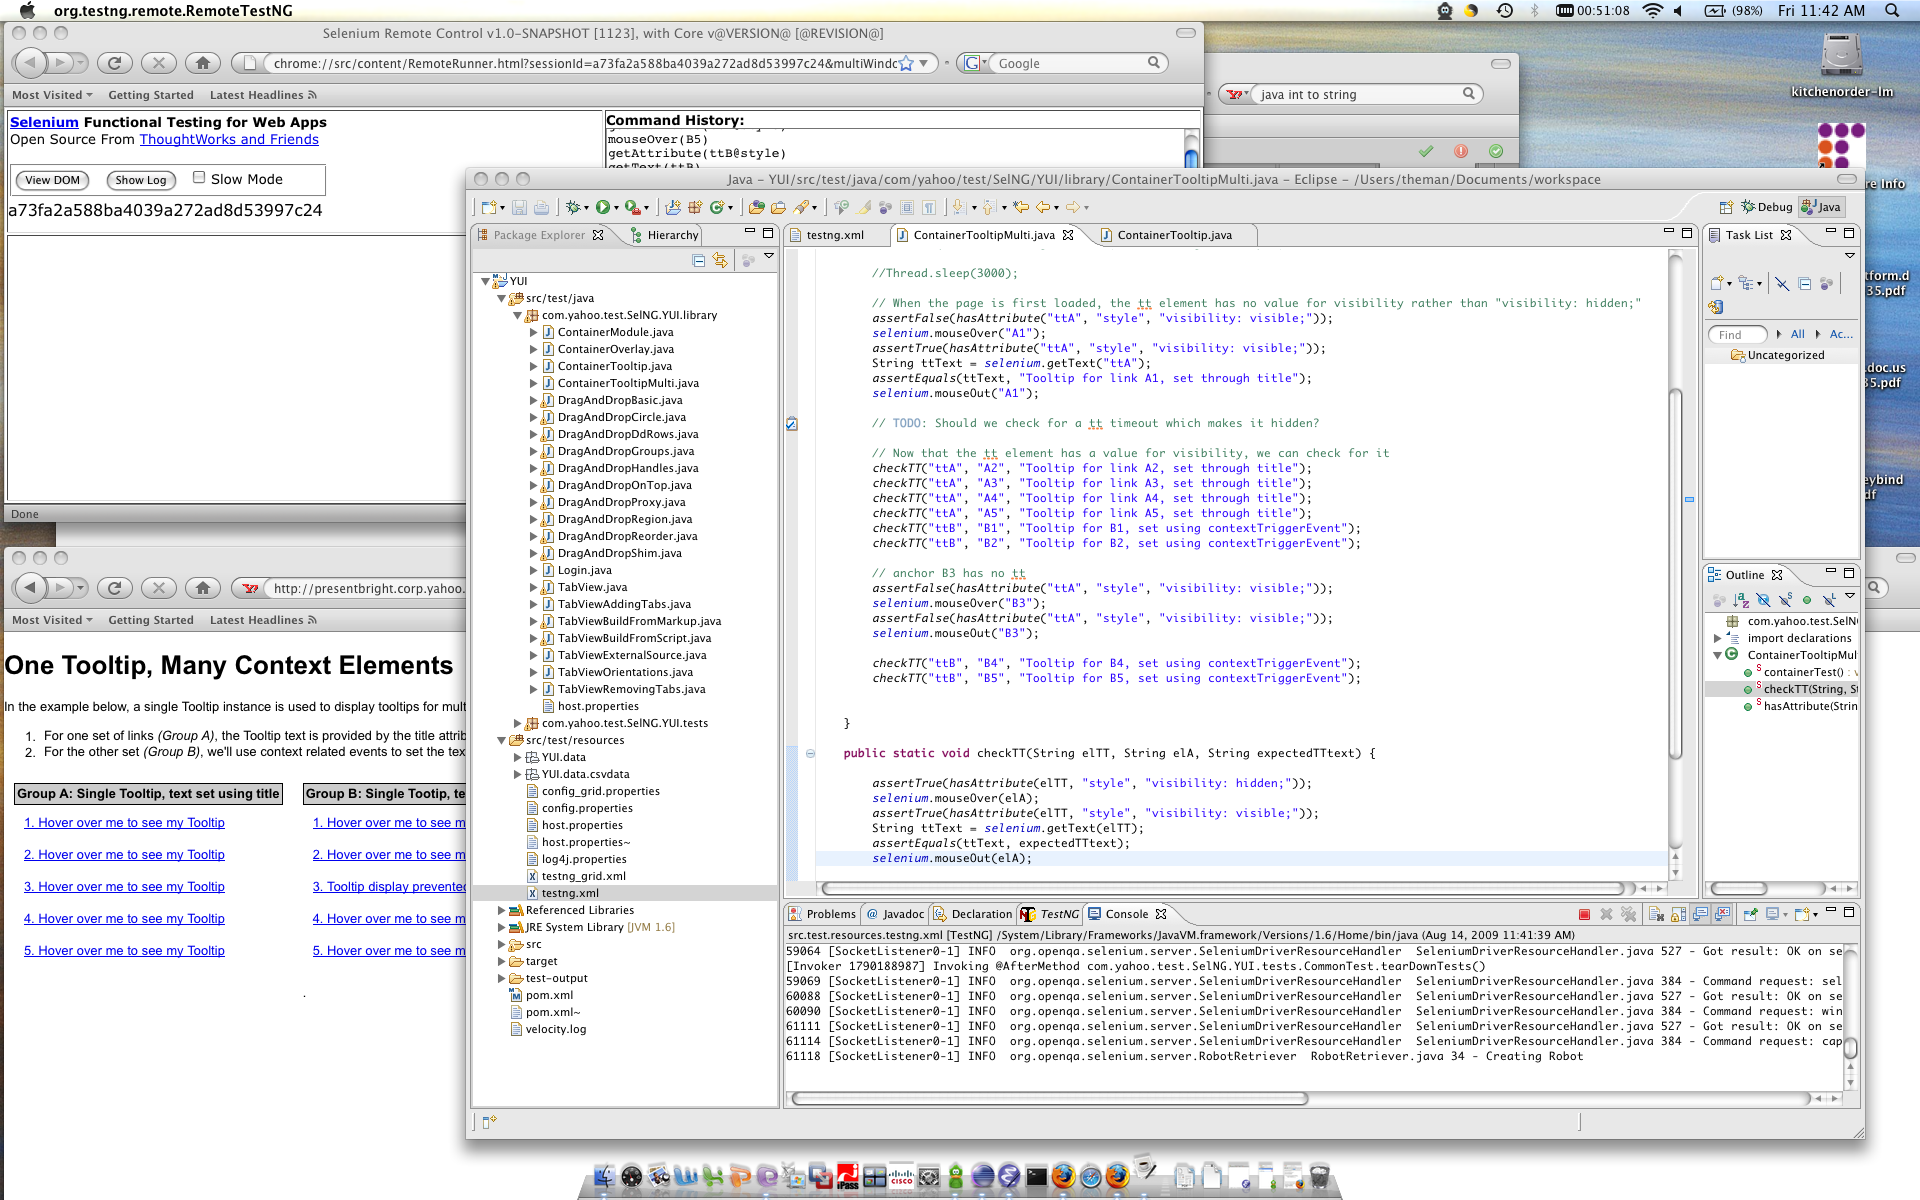 org.testng.remote.RemoteTestNG
00:51:08
(98%)
Fri 11:42 AM
Selenium Remote Control v1.0-SNAPSHOT [1123], with Core v@VERSION@ [@REVISION@]
chrome://src/content/RemoteRunner.html?sessionId=a73fa2a588ba4039a272ad8d53997c24&multiWindc
Google
Most Visited
Getting Started
Latest Headlines
java int to string
kitchenorder-lm
Selenium Functional Testing for Web Apps
Open Source From ThoughtWorks and Friends
View DOM
Show Log
Slow Mode
a73fa2a588ba4039a272ad8d53997c24
Command History:
mouseOver(B5)
getAttribute(ttB@style)
getText(ttB)
Done
re Info
tform.d
35.pdf
.doc.us
35.pdf
eybind
df
http://presentbright.corp.yahoo.
Most Visited
Getting Started
Latest Headlines
One Tooltip, Many Context Elements
In the example below, a single Tooltip instance is used to display tooltips for mult
1. For one set of links (Group A), the Tooltip text is provided by the title attrib
2. For the other set (Group B), we'll use context related events to set the tex
Group A: Single Tooltip, text set using title
Group B: Single Tootip, te
1. Hover over me to see my Tooltip
1. Hover over me to see m
2. Hover over me to see my Tooltip
2. Hover over me to see m
3. Hover over me to see my Tooltip
3. Tooltip display prevented
4. Hover over me to see my Tooltip
4. Hover over me to see m
5. Hover over me to see my Tooltip
5. Hover over me to see m
.
Java – YUI/src/test/java/com/yahoo/test/SelNG/YUI/library/ContainerTooltipMulti.java – Eclipse – /Users/theman/Documents/workspace
Debug
Java
Package Explorer
Hierarchy
YUI
src/test/java
com.yahoo.test.SelNG.YUI.library
ContainerModule.java
ContainerOverlay.java
ContainerTooltip.java
ContainerTooltipMulti.java
DragAndDropBasic.java
DragAndDropCircle.java
DragAndDropDdRows.java
DragAndDropGroups.java
DragAndDropHandles.java
DragAndDropOnTop.java
DragAndDropProxy.java
DragAndDropRegion.java
DragAndDropReorder.java
DragAndDropShim.java
Login.java
TabView.java
TabViewAddingTabs.java
TabViewBuildFromMarkup.java
TabViewBuildFromScript.java
TabViewExternalSource.java
TabViewOrientations.java
TabViewRemovingTabs.java
host.properties
com.yahoo.test.SelNG.YUI.tests
src/test/resources
YUI.data
YUI.data.csvdata
config_grid.properties
config.properties
host.properties
host.properties~
log4j.properties
testng_grid.xml
testng.xml
Referenced Libraries
JRE System Library [JVM 1.6]
src
target
test-output
pom.xml
pom.xml~
velocity.log
testng.xml
ContainerTooltipMulti.java
ContainerTooltip.java
//Thread.sleep(3000);
// When the page is first loaded, the tt element has no value for visibility rather than "visibility: hidden;"
assertFalse(hasAttribute("ttA", "style", "visibility: visible;"));
selenium.mouseOver("A1");
assertTrue(hasAttribute("ttA", "style", "visibility: visible;"));
String ttText = selenium.getText("ttA");
assertEquals(ttText, "Tooltip for link A1, set through title");
selenium.mouseOut("A1");
// TODO: Should we check for a tt timeout which makes it hidden?
// Now that the tt element has a value for visibility, we can check for it
checkTT("ttA", "A2", "Tooltip for link A2, set through title");
checkTT("ttA", "A3", "Tooltip for link A3, set through title");
checkTT("ttA", "A4", "Tooltip for link A4, set through title");
checkTT("ttA", "A5", "Tooltip for link A5, set through title");
checkTT("ttB", "B1", "Tooltip for B1, set using contextTriggerEvent");
checkTT("ttB", "B2", "Tooltip for B2, set using contextTriggerEvent");
// anchor B3 has no tt
assertFalse(hasAttribute("ttA", "style", "visibility: visible;"));
selenium.mouseOver("B3");
assertFalse(hasAttribute("ttA", "style", "visibility: visible;"));
selenium.mouseOut("B3");
checkTT("ttB", "B4", "Tooltip for B4, set using contextTriggerEvent");
checkTT("ttB", "B5", "Tooltip for B5, set using contextTriggerEvent");
}
public static void checkTT(String elTT, String elA, String expectedTTtext) {
assertTrue(hasAttribute(elTT, "style", "visibility: hidden;"));
selenium.mouseOver(elA);
assertTrue(hasAttribute(elTT, "style", "visibility: visible;"));
String ttText = selenium.getText(elTT);
assertEquals(ttText, expectedTTtext);
selenium.mouseOut(elA);
Task List
Find
All
Ac...
Uncategorized
Outline
com.yahoo.test.SelN
import declarations
ContainerTooltipMul
containerTest() : v
checkTT(String, St
hasAttribute(Strin
Problems
Javadoc
Declaration
TestNG
Console
src.test.resources.testng.xml [TestNG] /System/Library/Frameworks/JavaVM.framework/Versions/1.6/Home/bin/java (Aug 14, 2009 11:41:39 AM)
59064 [SocketListener0-1] INFO org.openqa.selenium.server.SeleniumDriverResourceHandler SeleniumDriverResourceHandler.java 527 - Got result: OK on se
[Invoker 1790188987] Invoking @AfterMethod com.yahoo.test.SelNG.YUI.tests.CommonTest.tearDownTests()
59069 [SocketListener0-1] INFO org.openqa.selenium.server.SeleniumDriverResourceHandler SeleniumDriverResourceHandler.java 384 - Command request: sel
60088 [SocketListener0-1] INFO org.openqa.selenium.server.SeleniumDriverResourceHandler SeleniumDriverResourceHandler.java 527 - Got result: OK on se
60090 [SocketListener0-1] INFO org.openqa.selenium.server.SeleniumDriverResourceHandler SeleniumDriverResourceHandler.java 384 - Command request: win
61111 [SocketListener0-1] INFO org.openqa.selenium.server.SeleniumDriverResourceHandler SeleniumDriverResourceHandler.java 527 - Got result: OK on se
61114 [SocketListener0-1] INFO org.openqa.selenium.server.SeleniumDriverResourceHandler SeleniumDriverResourceHandler.java 384 - Command request: cap
61118 [SocketListener0-1] INFO org.openqa.selenium.server.RobotRetriever RobotRetriever.java 34 - Creating Robot
iPass
CISCO